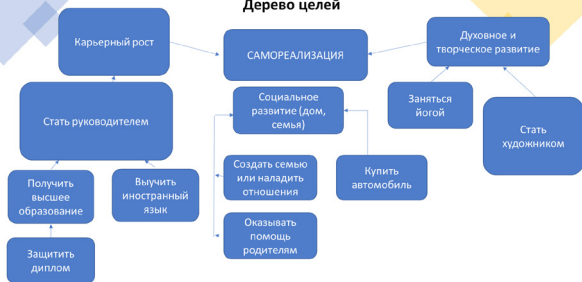 Дерево целей
Карьерный рост
САМОРЕАЛИЗАЦИЯ
Духовное и
творческое развитие
Стать руководителем
Социальное
развитие (дом,
семья)
Заняться
йогой
Стать
художником
Получить
высшее
образование
Выучить
иностранный
язык
Создать семью
или наладить
отношения
Купить
автомобиль
Защитить
диплом
Оказывать
помощь
родителям